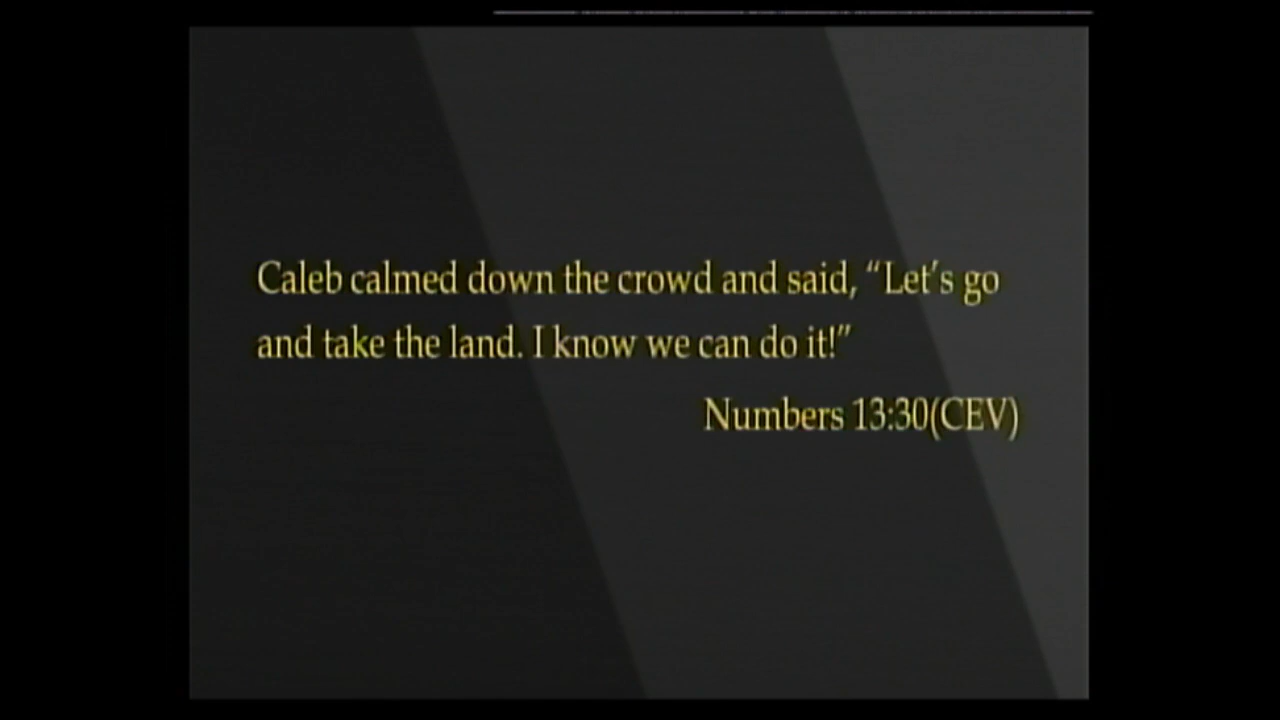 Caleb calmed down the crowd and said, “Let's go
and take the land. I know we can do it!”
Numbers 13:30(CEV)